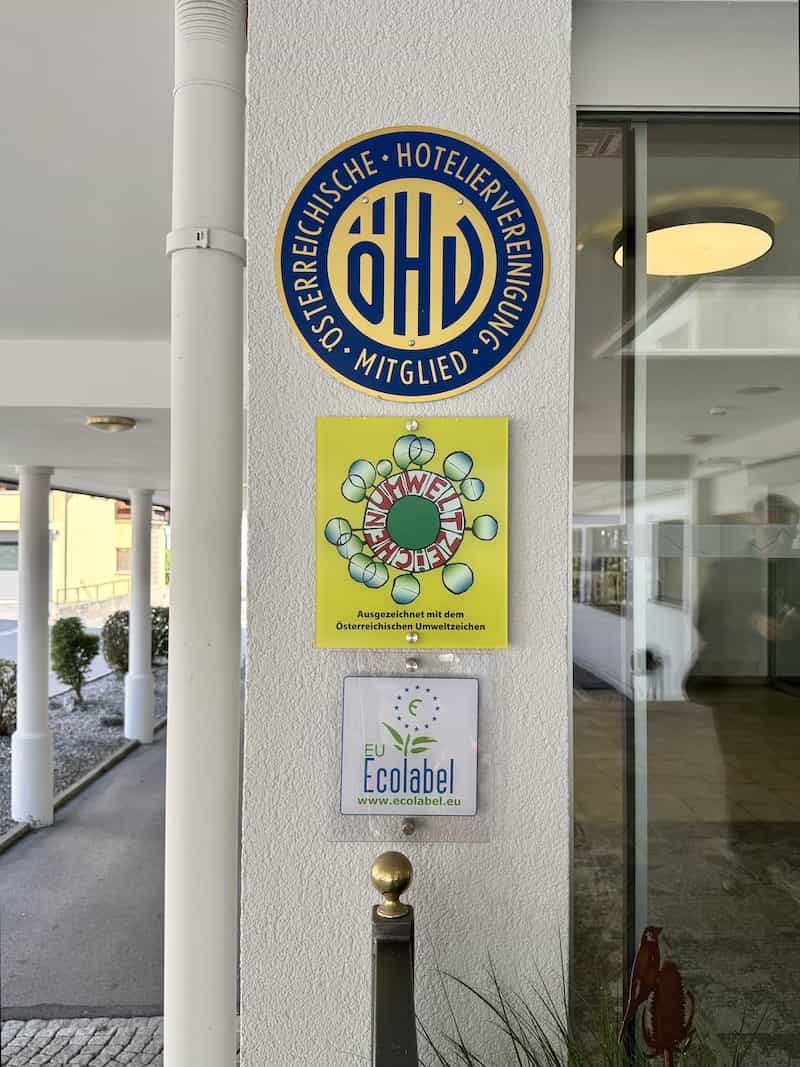 ÖSTERREICHISCHE · HOTELIERVEREINIGUNG
· MITGLIED ·
ÖHV
UMWELTZEICHEN
Ausgezeichnet mit dem
Österreichischen Umweltzeichen
€
EU
Ecolabel
www.ecolabel.eu